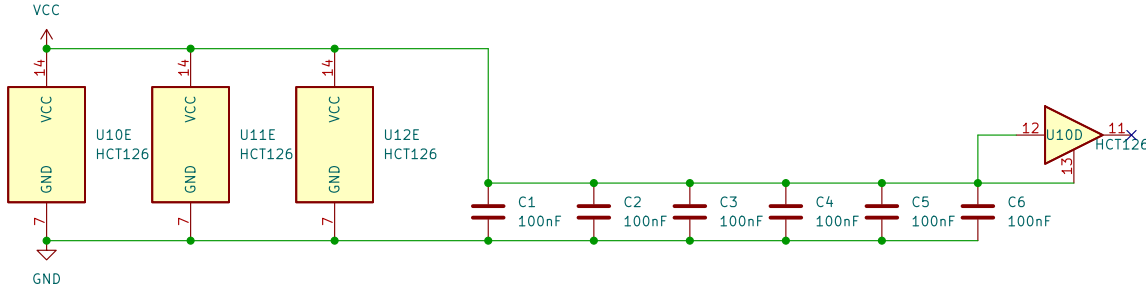 VCC
14
14
14
VCC
VCC
VCC
U10E
HCT126
U11E
HCT126
U12E
HCT126
GND
GND
GND
7
7
7
GND
12
U10D
11
HCT126
13
C1
100nF
C2
100nF
C3
100nF
C4
100nF
C5
100nF
C6
100nF